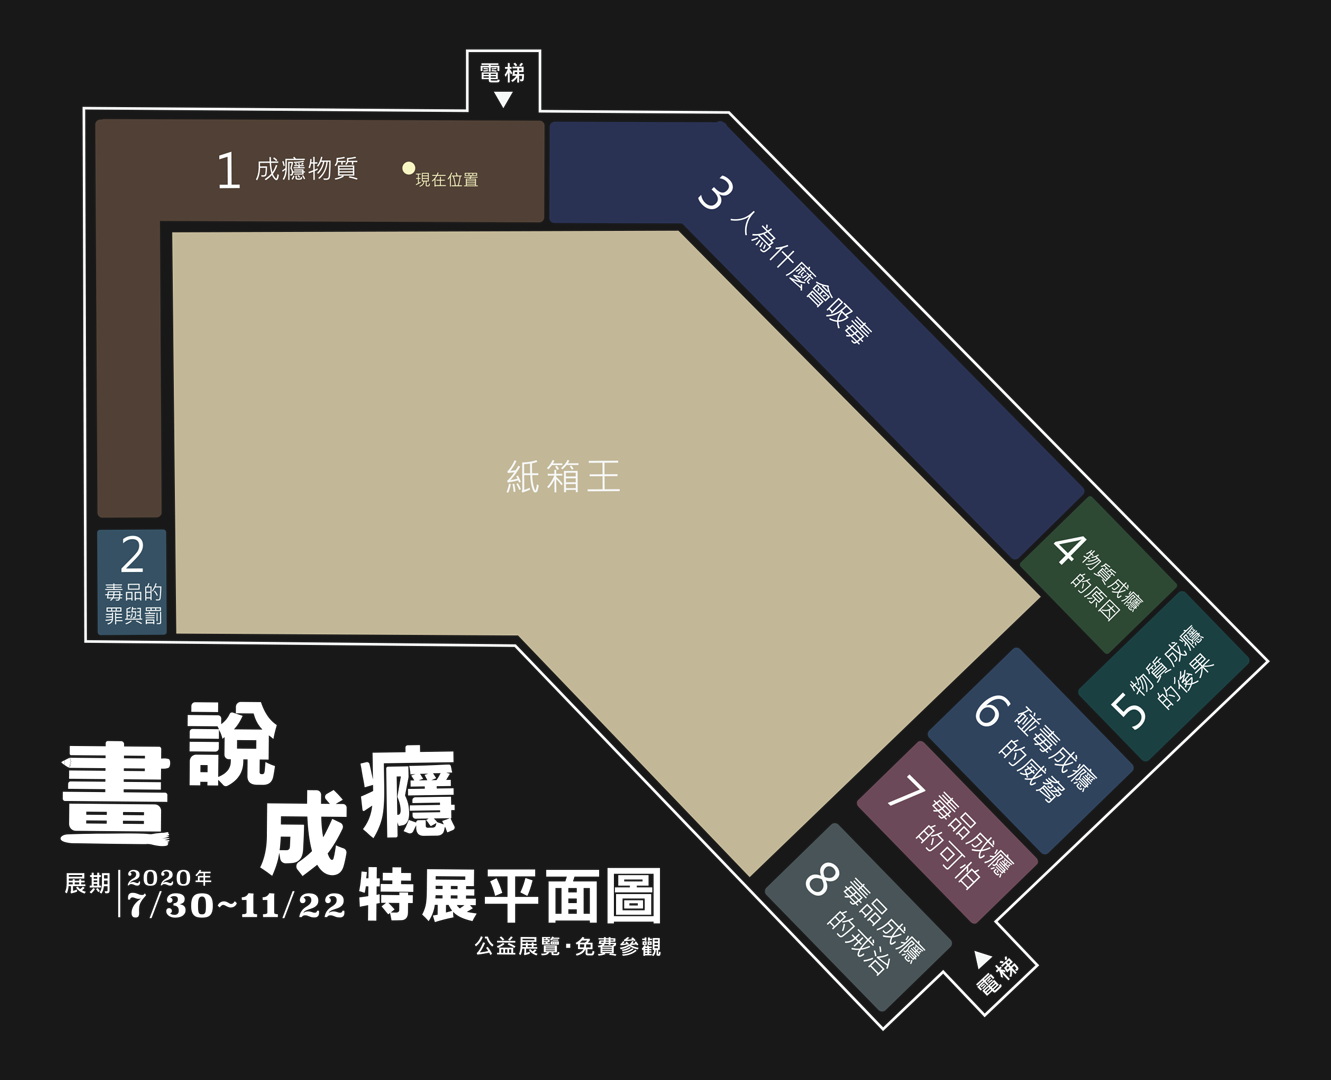 電梯
1 成癮物質
現在位置
3 人為什麼會吸毒
紙箱王
2
毒品的
罪與罰
4 物質成癮
的原因
5 物質成癮
的後果
6 碰毒成癮
的威脅
7 毒品成癮
的可怕
8 毒品成癮
的戒治
電梯
畫說成癮
展期 2020年
7/30~11/22
特展平面圖
公益展覽·免費參觀